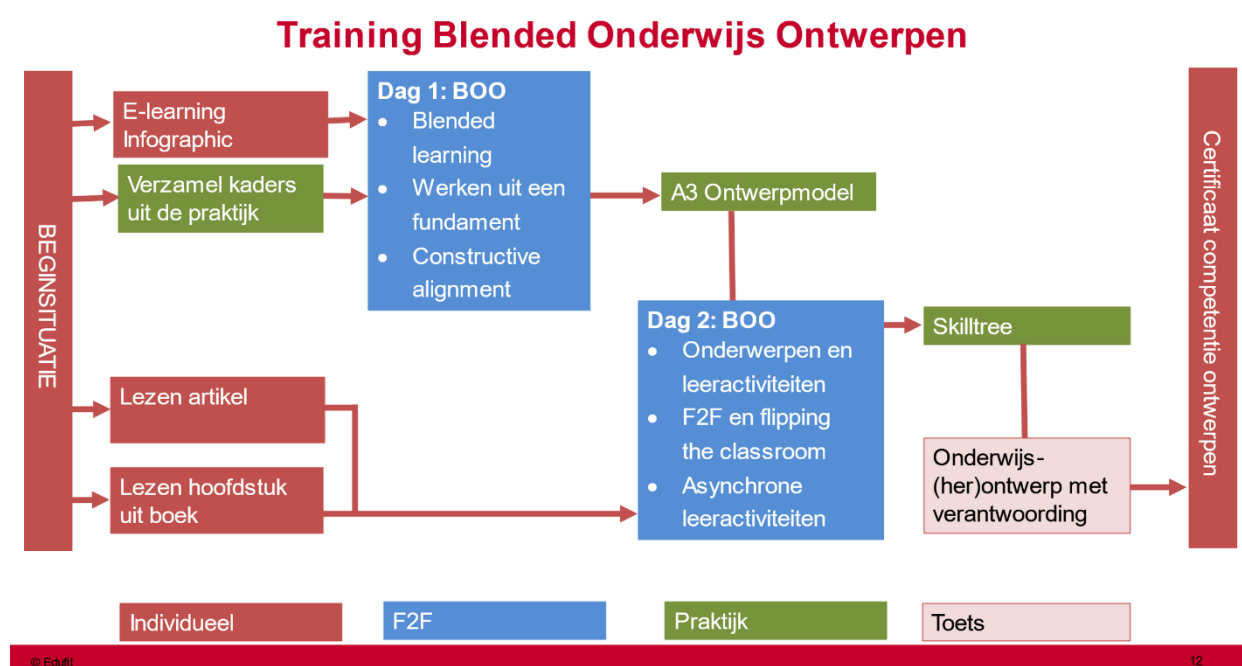 Training Blended Onderwijs Ontwerpen
BEGINSITUATIE
E-learning
Infographic
Verzamel kaders
uit de praktijk
Lezen artikel
Lezen hoofdstuk
uit boek
Dag 1: BOO
• Blended
learning
• Werken uit een
fundament
• Constructive
alignment
A3 Ontwerpmodel
Dag 2: BOO
• Onderwerpen en
leeractiviteiten
• F2F en flipping
the classroom
• Asynchrone
leeractiviteiten
Skilltree
Onderwijs-
(her)ontwerp met
verantwoording
Certificaat competentie ontwerpen
Individueel
F2F
Praktijk
Toets
© Edufit
12